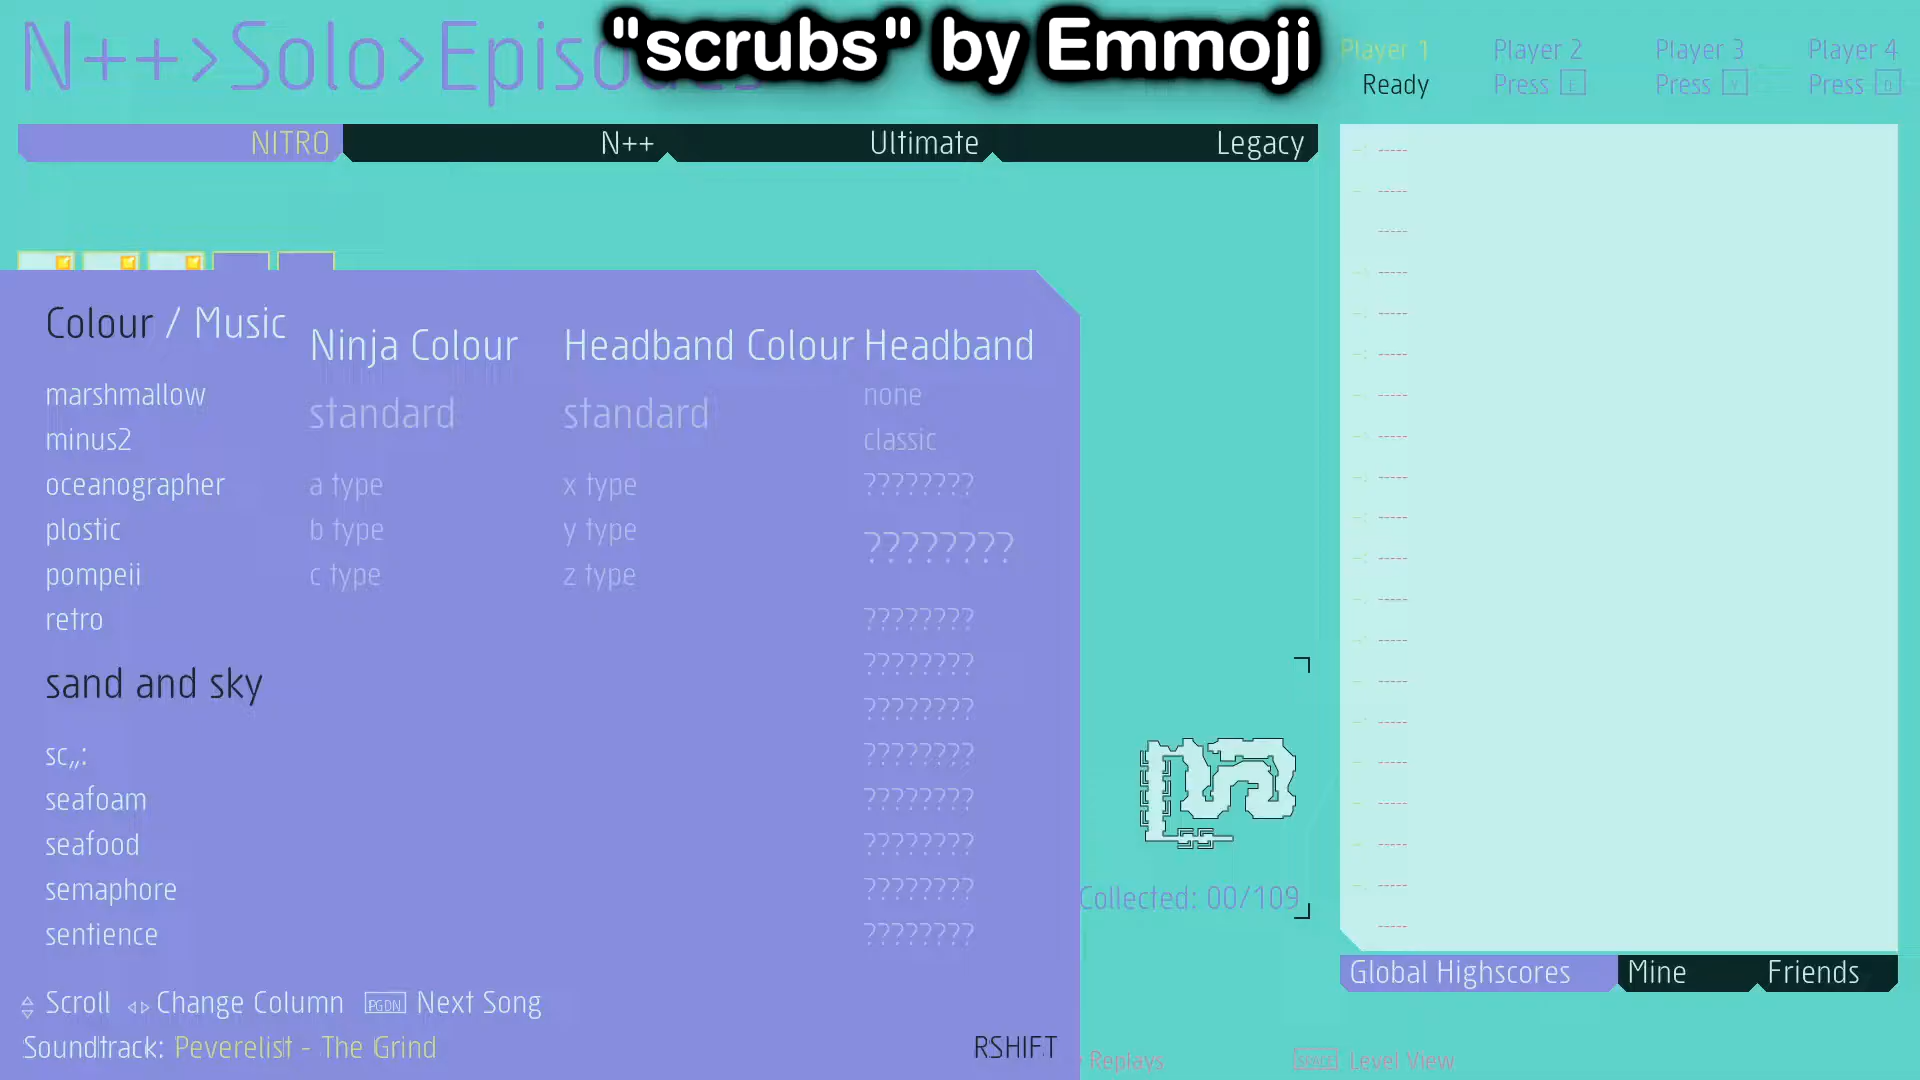 N++>Solo>Episodes
"scrubs" by Emmoji
Player 1
Ready
Player 2
Press E
Player 3
Press Y
Player 4
Press O
NITRO
N++
Ultimate
Legacy
Colour / Music
marshmallow
minus2
oceanographer
plostic
pompeii
retro
sand and sky
sc,,:
seafoam
seafood
semaphore
sentience
Ninja Colour
standard
a type
b type
c type
Headband Colour
standard
x type
y type
z type
Headband
none
classic
????????
????????
????????
????????
????????
????????
????????
????????
????????
????????
Collected: 00/109
Global Highscores
Mine
Friends
Scroll
Change Column
PGDN Next Song
Soundtrack: Peverelist - The Grind
RSHIFT
Replays
SPACE Level View